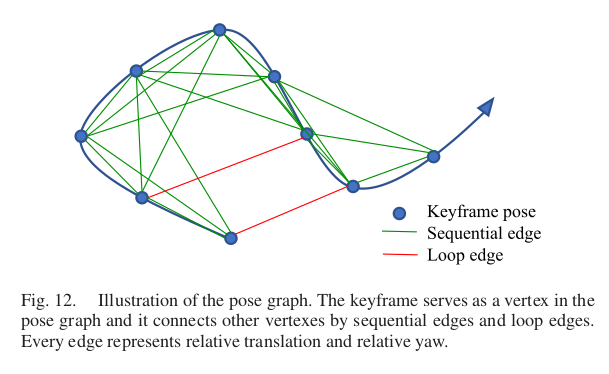 Keyframe pose
Sequential edge
Loop edge
Fig. 12. Illustration of the pose graph. The keyframe serves as a vertex in the
pose graph and it connects other vertexes by sequential edges and loop edges.
Every edge represents relative translation and relative yaw.